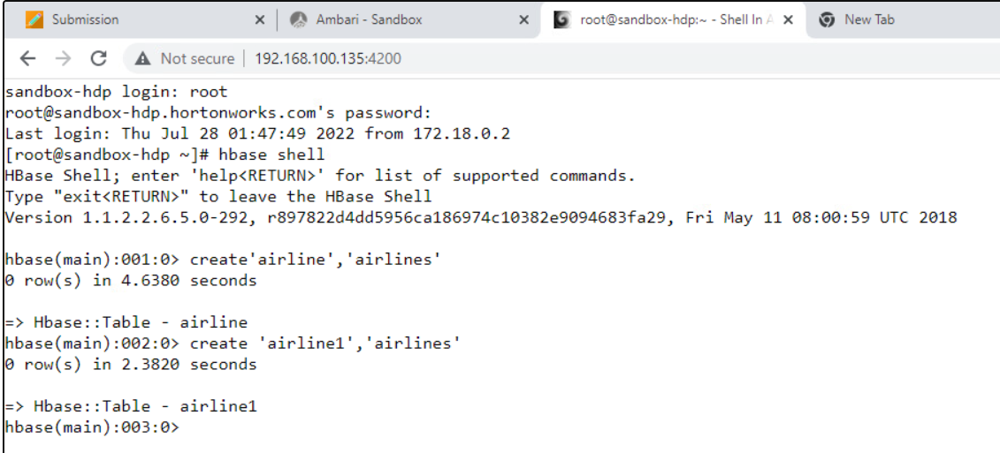 Submission
Ambari - Sandbox
root@sandbox-hdp:~ - Shell In A
New Tab
Not secure | 192.168.100.135:4200
sandbox-hdp login: root
root@sandbox-hdp.hortonworks.com's password:
Last login: Thu Jul 28 01:47:49 2022 from 172.18.0.2
[root@sandbox-hdp ~]# hbase shell
HBase Shell; enter 'help<RETURN>' for list of supported commands.
Type "exit<RETURN>" to leave the HBase Shell
Version 1.1.2.2.6.5.0-292, r897822d4dd5956ca186974c10382e9094683fa29, Fri May 11 08:00:59 UTC 2018
hbase(main):001:0> create'airline','airlines'
0 row(s) in 4.6380 seconds
=> Hbase::Table - airline
hbase(main):002:0> create 'airline1','airlines'
0 row(s) in 2.3820 seconds
=> Hbase::Table - airline1
hbase(main):003:0>